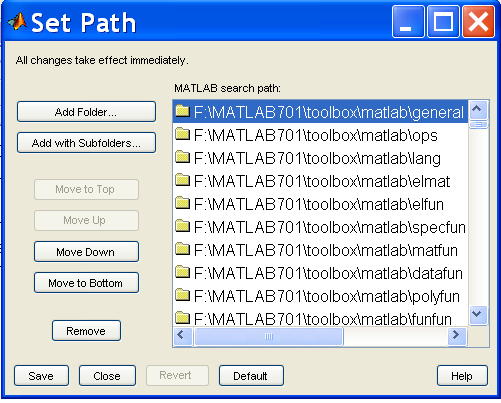 Set Path
All changes take effect immediately.
MATLAB search path:
Add Folder...
Add with Subfolders...
Move to Top
Move Up
Move Down
Move to Bottom
Remove
F:\MATLAB701\toolbox\matlab\general
F:\MATLAB701\toolbox\matlab\ops
F:\MATLAB701\toolbox\matlab\lang
F:\MATLAB701\toolbox\matlab\elmat
F:\MATLAB701\toolbox\matlab\elfun
F:\MATLAB701\toolbox\matlab\specfun
F:\MATLAB701\toolbox\matlab\matfun
F:\MATLAB701\toolbox\matlab\datafun
F:\MATLAB701\toolbox\matlab\polyfun
F:\MATLAB701\toolbox\matlab\funfun
Save Close Revert Default Help